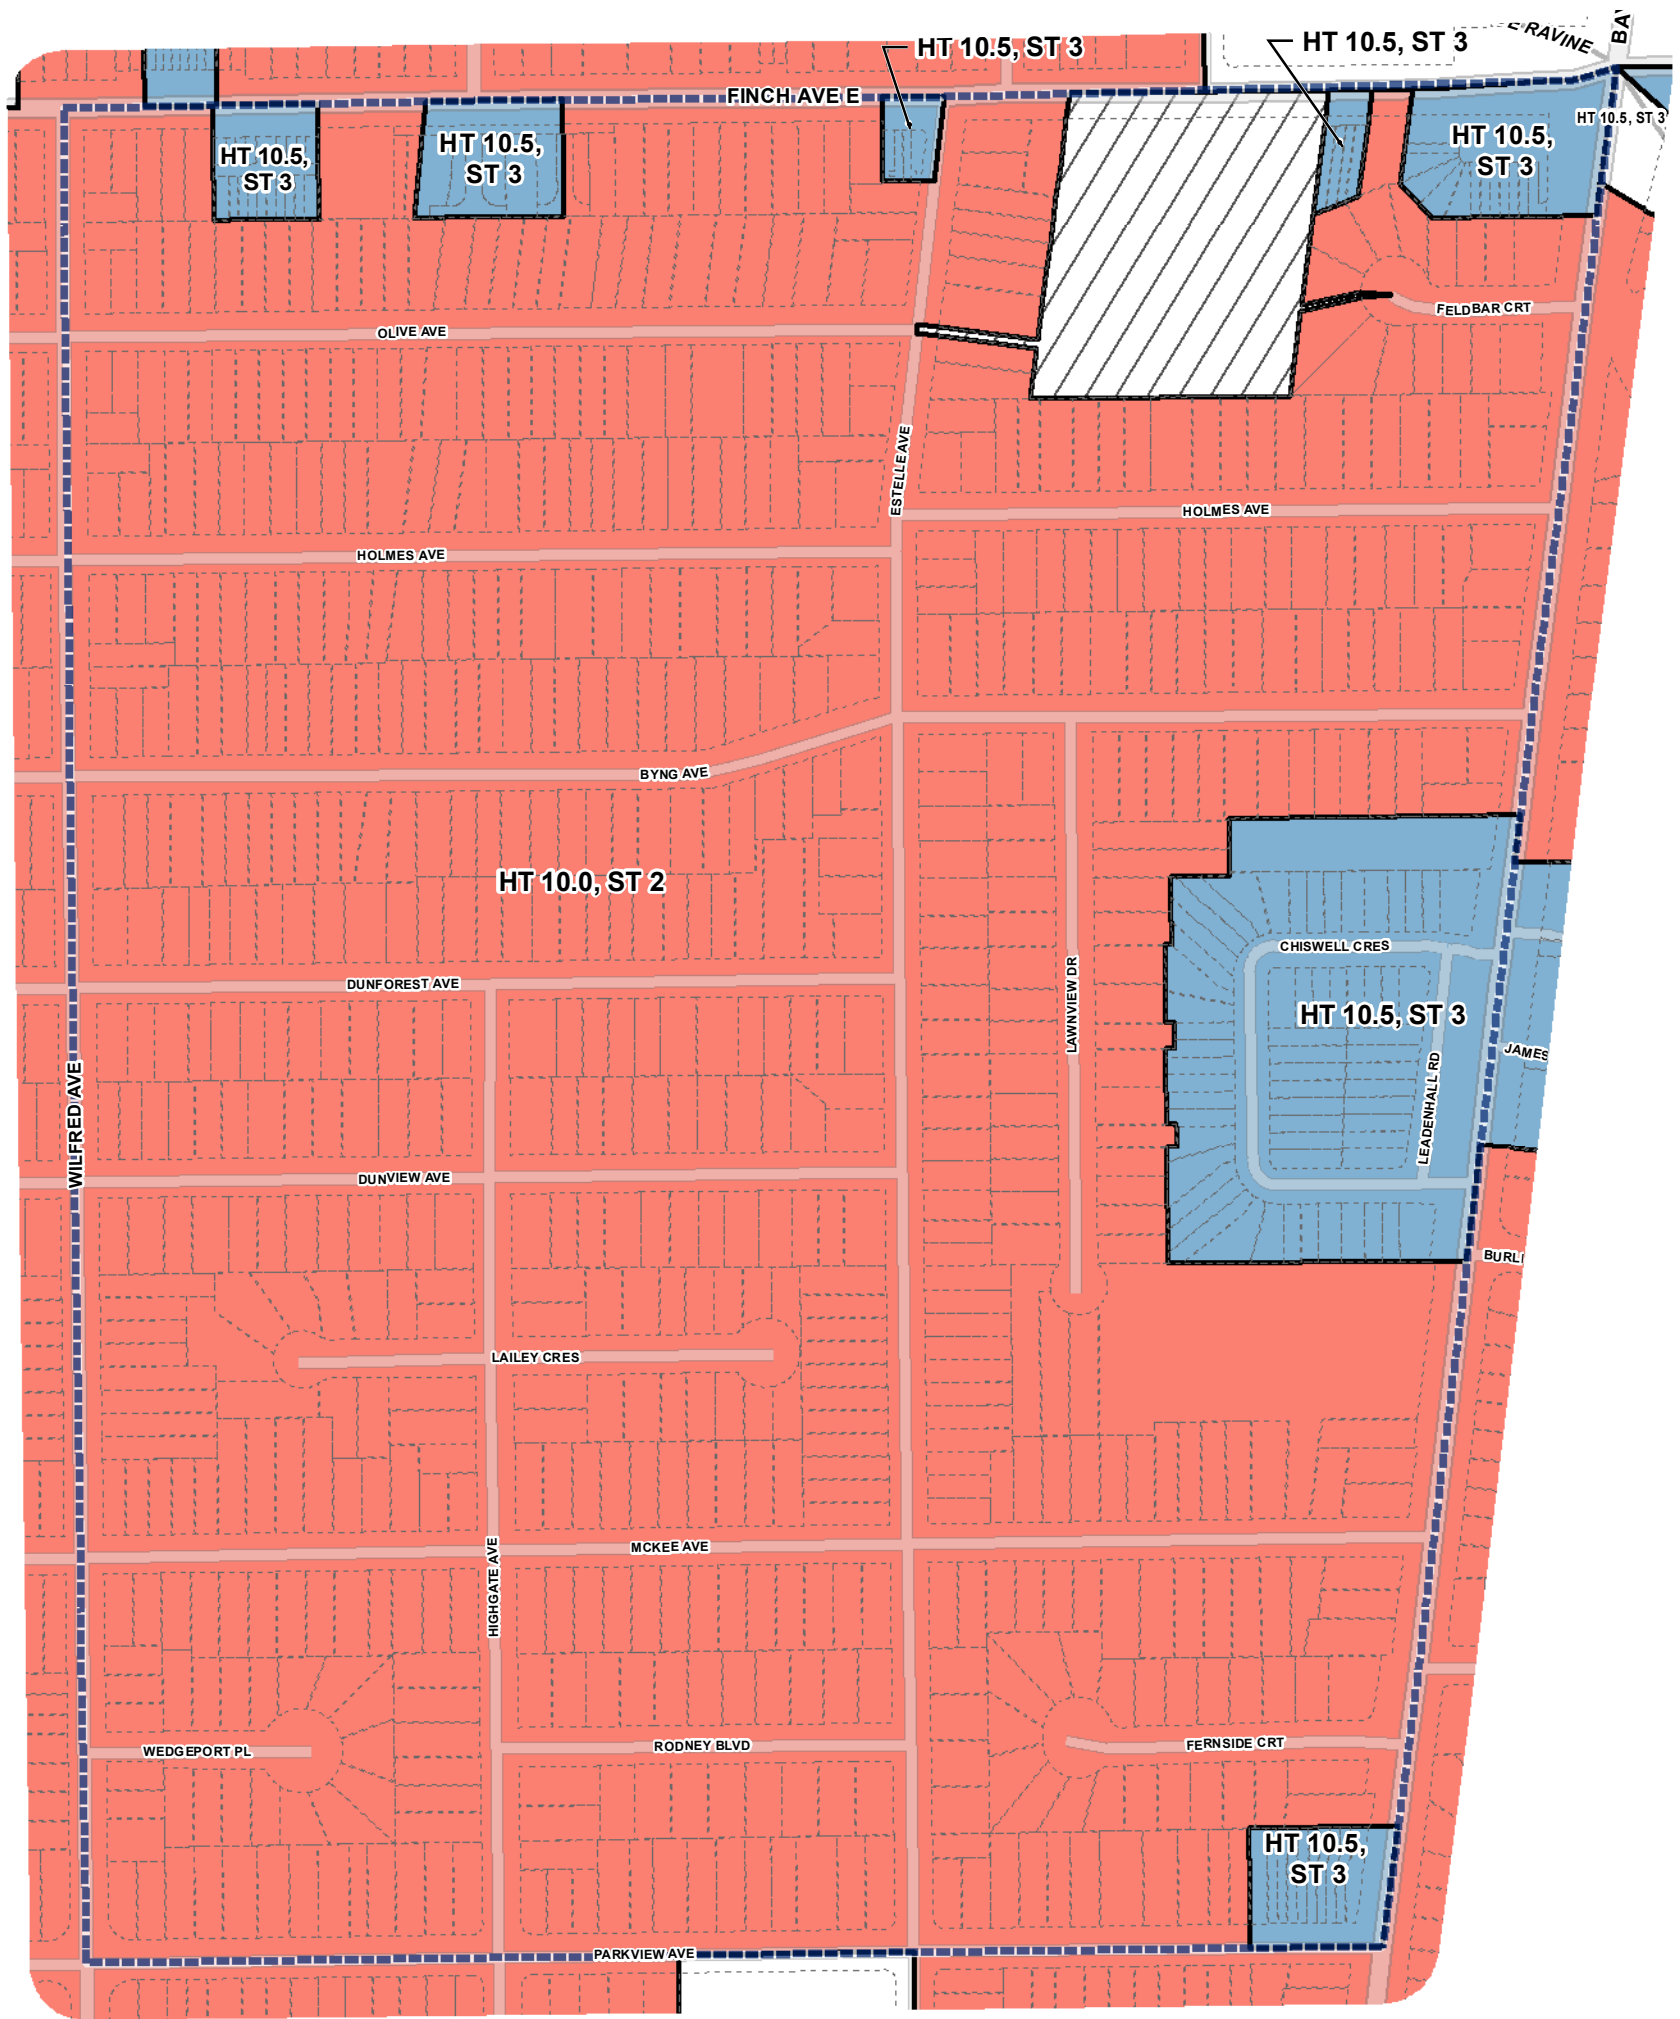 E RAVINE
BA
HT 10.5, ST 3
HT 10.5, ST 3
FINCH AVE E
HT 10.5, ST 3
HT 10.5,
ST 3
HT 10.5,
ST 3
HT 10.5,
ST 3
FELDBAR CRT
OLIVE AVE
ESTELLE AVE
HOLMES AVE
HOLMES AVE
BYNG AVE
HT 10.0, ST 2
CHISWELL CRES
DUNFOREST AVE
LAWNVIEW DR
HT 10.5, ST 3
JAMES
LEADENHALL RD
WILFRED AVE
DUNVIEW AVE
BURL
LAILEY CRES
MCKEE AVE
HIGHGATE AVE
WEDGEPORT PL
RODNEY BLVD
FERNSIDE CRT
HT 10.5,
ST 3
PARKVIEW AVE